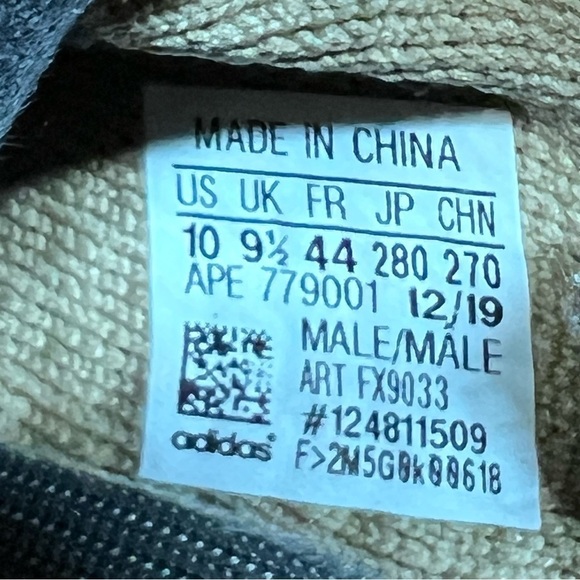 MADE IN CHINA
US UK FR JP CHN
10 9½ 44 280 270
APE 779001 12/19
MALE/MÂLE
ART FX9033
#124811509
adidas® F>2M5G0k00618